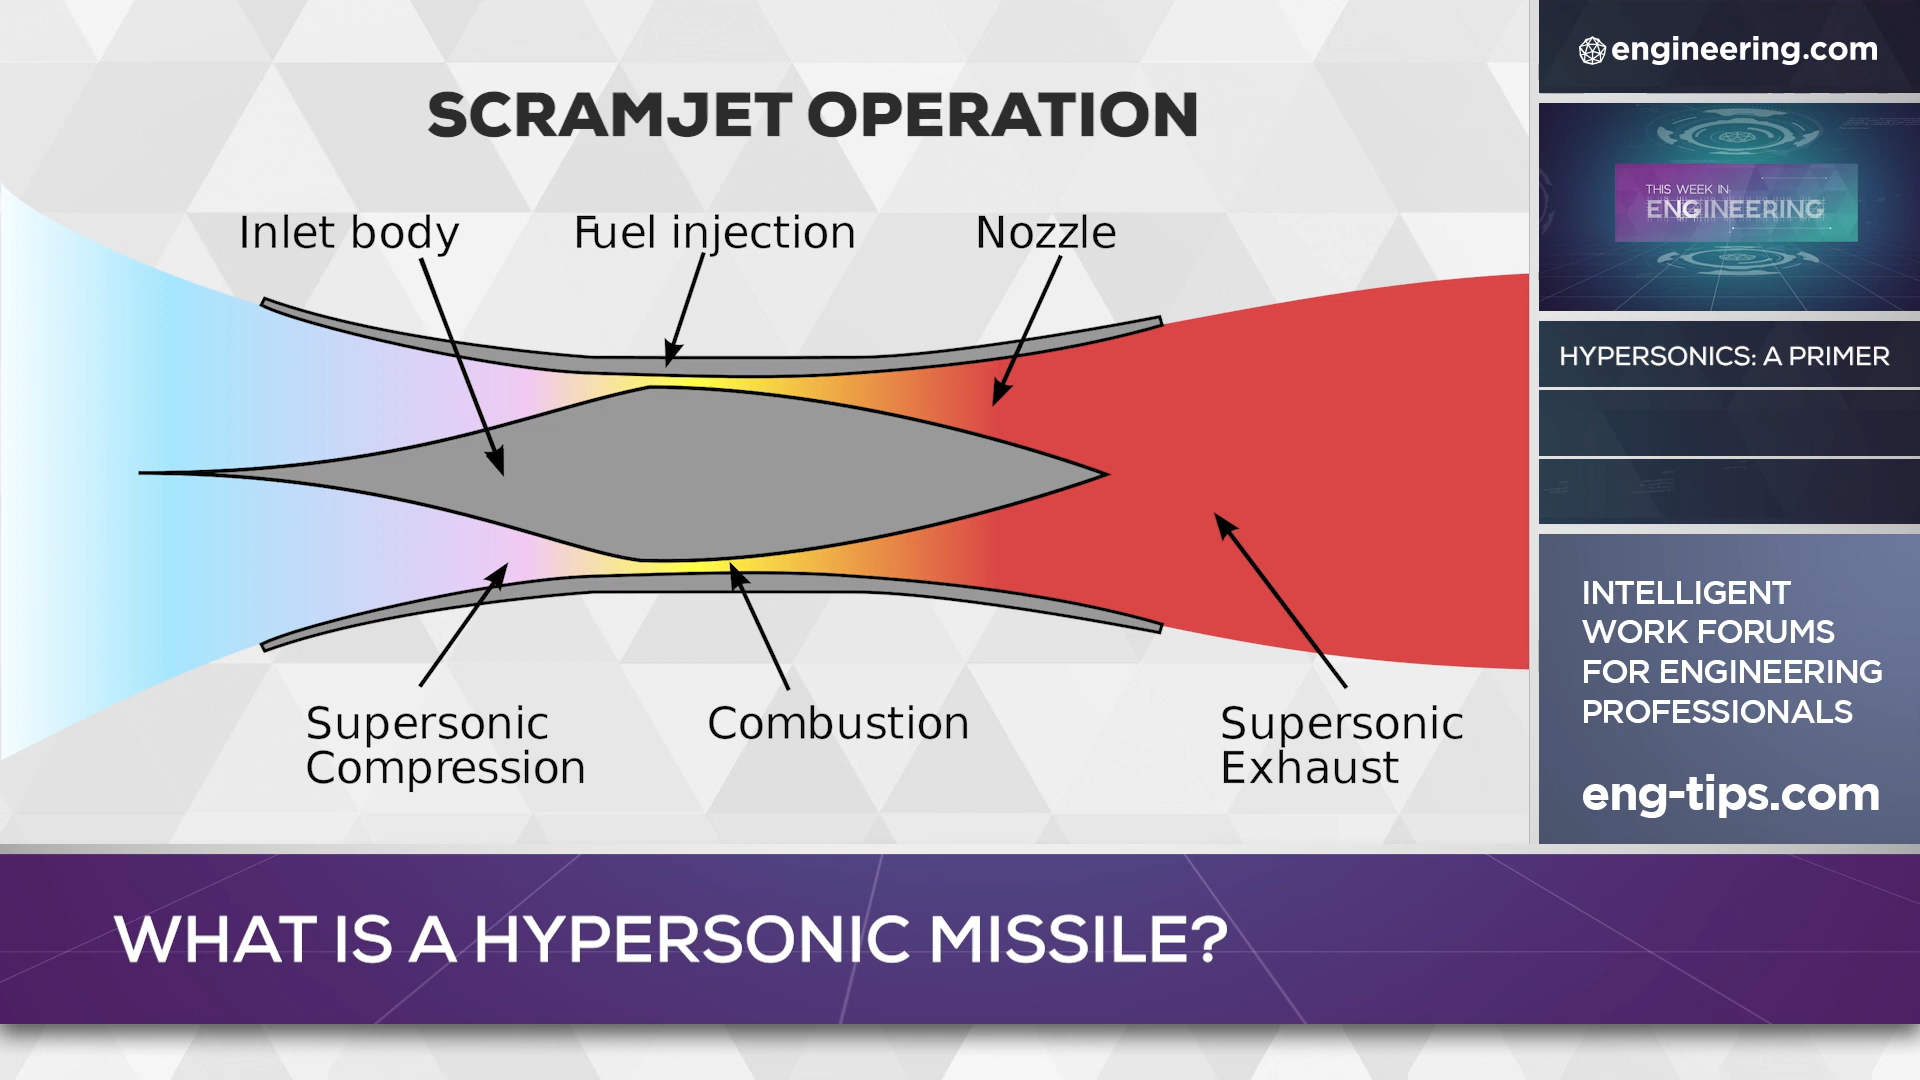 SCRAMJET OPERATION
Inlet body
Fuel injection
Nozzle
Supersonic
Compression
Combustion
Supersonic
Exhaust
engineering.com
THIS WEEK IN
ENGINEERING
HYPERSONICS: A PRIMER
INTELLIGENT
WORK FORUMS
FOR ENGINEERING
PROFESSIONALS
eng-tips.com
WHAT IS A HYPERSONIC MISSILE?